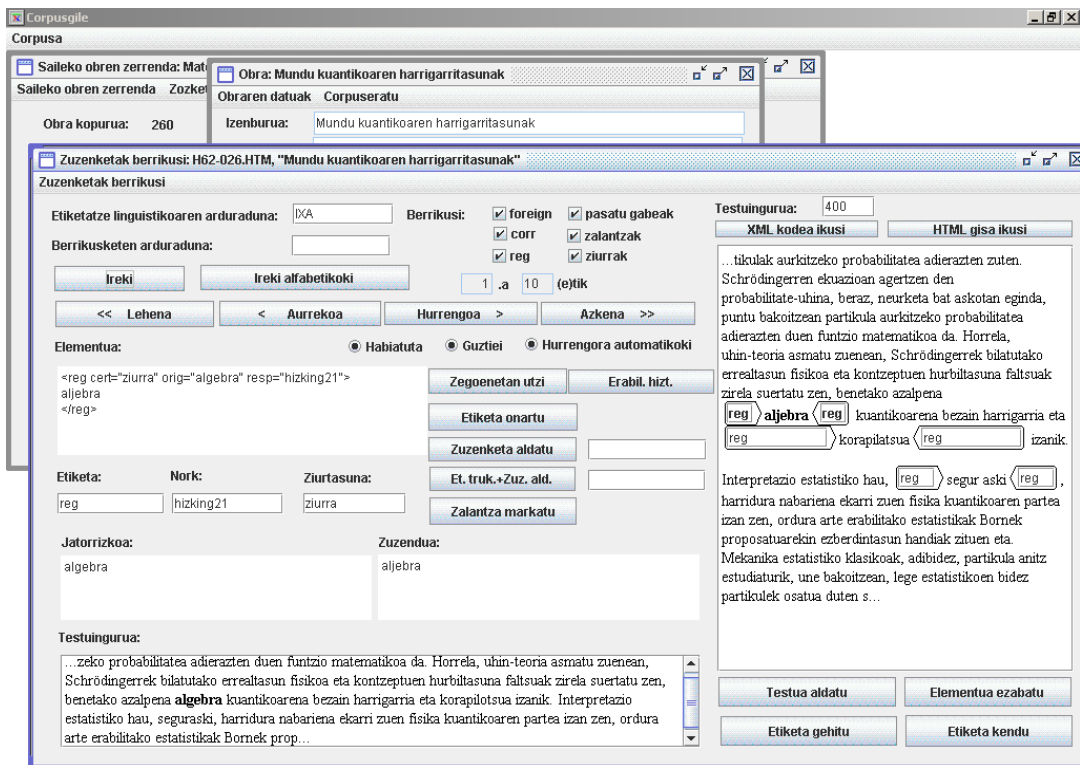 Corpusgile
Corpusa
Saileko obren zerrenda: Mate
Saileko obren zerrenda Zozket
Obra kopurua: 260
Obra: Mundu kuantikoaren harrigarritasunak
Obraren datuak Corpuseratu
Izenburua: Mundu kuantikoaren harrigarritasunak
Zuzenketak berrikusi: H62-026.HTM, "Mundu kuantikoaren harrigarritasunak"
Zuzenketak berrikusi
Etiketatze linguistikoaren arduraduna: IXA
Berrikusi: foreign pasatu gabeak
corr zalantzak
reg ziurrak
Berrikusketen arduraduna:
Ireki Ireki alfabetikoki
1 .a 10 (e)tik
<< Lehena < Aurrekoa Hurrengoa > Azkena >>
Elementua: Habiatuta Guztiei Hurrengora automatikoki
<reg cert="ziurra" orig="algebra" resp="hizking21">
aljebra
</reg>
Zegoenetan utzi Erabil. hizt.
Etiketa onartu
Zuzenketa aldatu
Et. truk.+Zuz. ald.
Zalantza markatu
Etiketa: Nork: Ziurtasuna:
reg hizking21 ziurra
Jatorrizkoa: Zuzendua:
algebra aljebra
Testuingurua:
...zeko probabilitatea adierazten duen funtzio matematikoa da. Horrela, uhin-teoria asmatu zuenean,
Schrödingerrek bilatutako errealtasun fisikoa eta kontzeptuen hurbiltasuna faltsuak zirela suertatu zen,
benetako azalpena algebra kuantikoarena bezain harrigarria eta korapilotsua izanik. Interpretazio
estatistiko hau, seguraski, harridura nabariena ekarri zuen fisika kuantikoaren partea izan zen, ordura
arte erabilitako estatistikak Bornek prop...
Testuingurua: 400
XML kodea ikusi HTML gisa ikusi
...tikulak aurkitzeko probabilitatea adierazten zuten.
Schrödingerren ekuazioan agertzen den
probabilitate-uhina, beraz, neurketa bat askotan eginda,
puntu bakoitzean partikula aurkitzeko probabilitatea
adierazten duen funtzio matematikoa da. Horrela,
uhin-teoria asmatu zuenean, Schrödingerrek bilatutako
errealtasun fisikoa eta kontzeptuen hurbiltasuna faltsuak
zirela suertatu zen, benetako azalpena
reg aljebra reg kuantikoarena bezain harrigarria eta
reg korapilatsua reg izanik.
Interpretazio estatistiko hau, reg segur aski reg ,
harridura nabariena ekarri zuen fisika kuantikoaren partea
izan zen, ordura arte erabilitako estatistikak Bornek
proposatuarekin ezberdintasun handiak zituen eta.
Mekanika estatistiko klasikoak, adibidez, partikula anitz
estudiaturik, une bakoitzean, lege estatistikoen bidez
partikulek osatua duten s...
Testua aldatu Elementua ezabatu
Etiketa gehitu Etiketa kendu